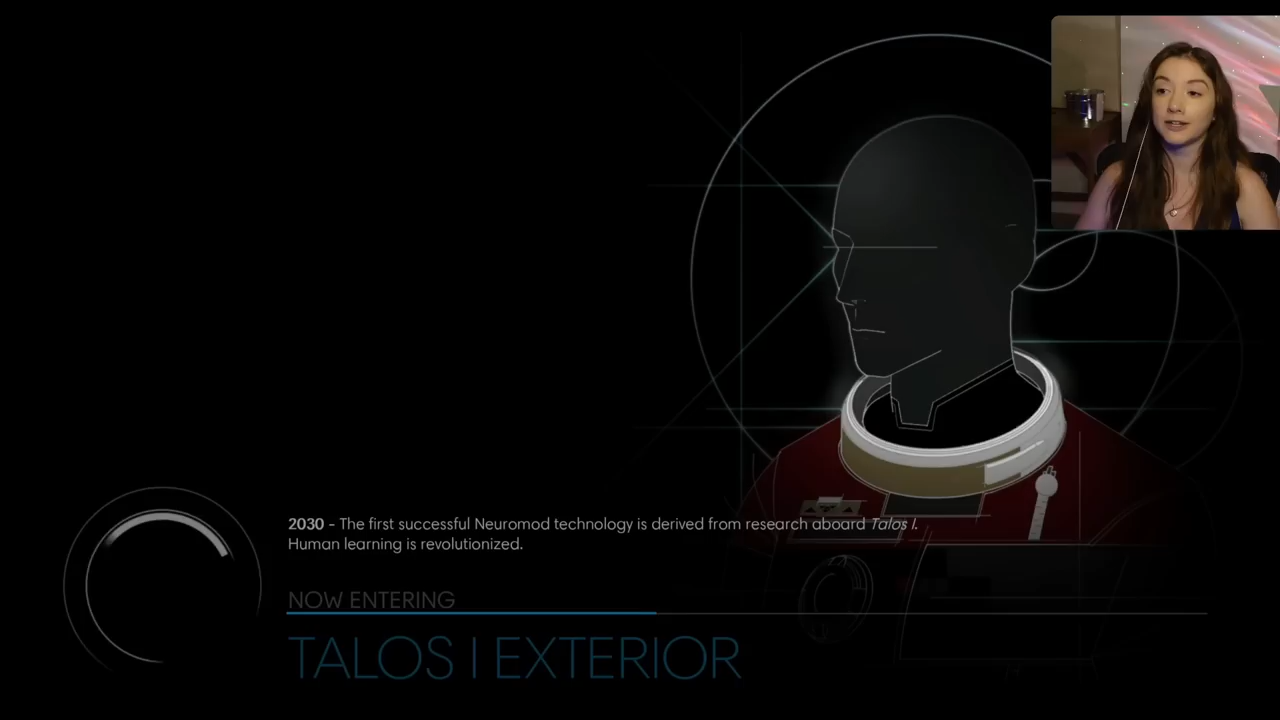 2030 - The first successful Neuromod technology is derived from research aboard Talos I.
Human learning is revolutionized.
NOW ENTERING
TALOS I EXTERIOR